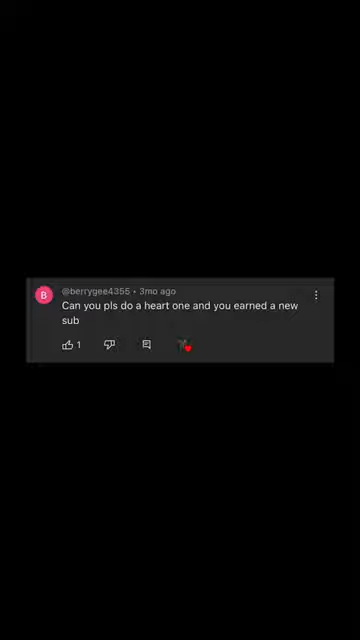 @berrygee4355 • 3mo ago
Can you pls do a heart one and you earned a new
sub
1